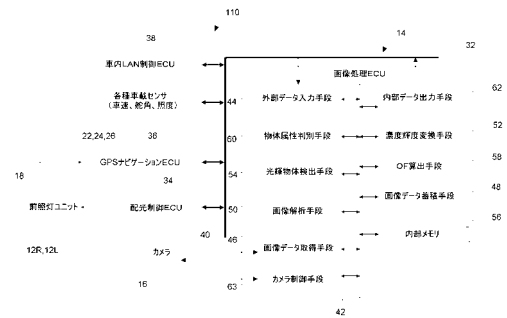 110
38
14
32
車内LAN制御ECU
画像処理ECU
62
各種車載センサ
(車速、舵角、照度)
44
外部データ入力手段
内部データ出力手段
52
22,24,26
36
60
物体属性判別手段
濃度輝度変換手段
58
GPSナビゲーションECU
54
光輝物体検出手段
OF算出手段
18
34
48
画像データ蓄積手段
前照灯ユニット
配光制御ECU
50
画像解析手段
56
40
内部メモリ
12R,12L
カメラ
46
画像データ取得手段
16
63
カメラ制御手段
42